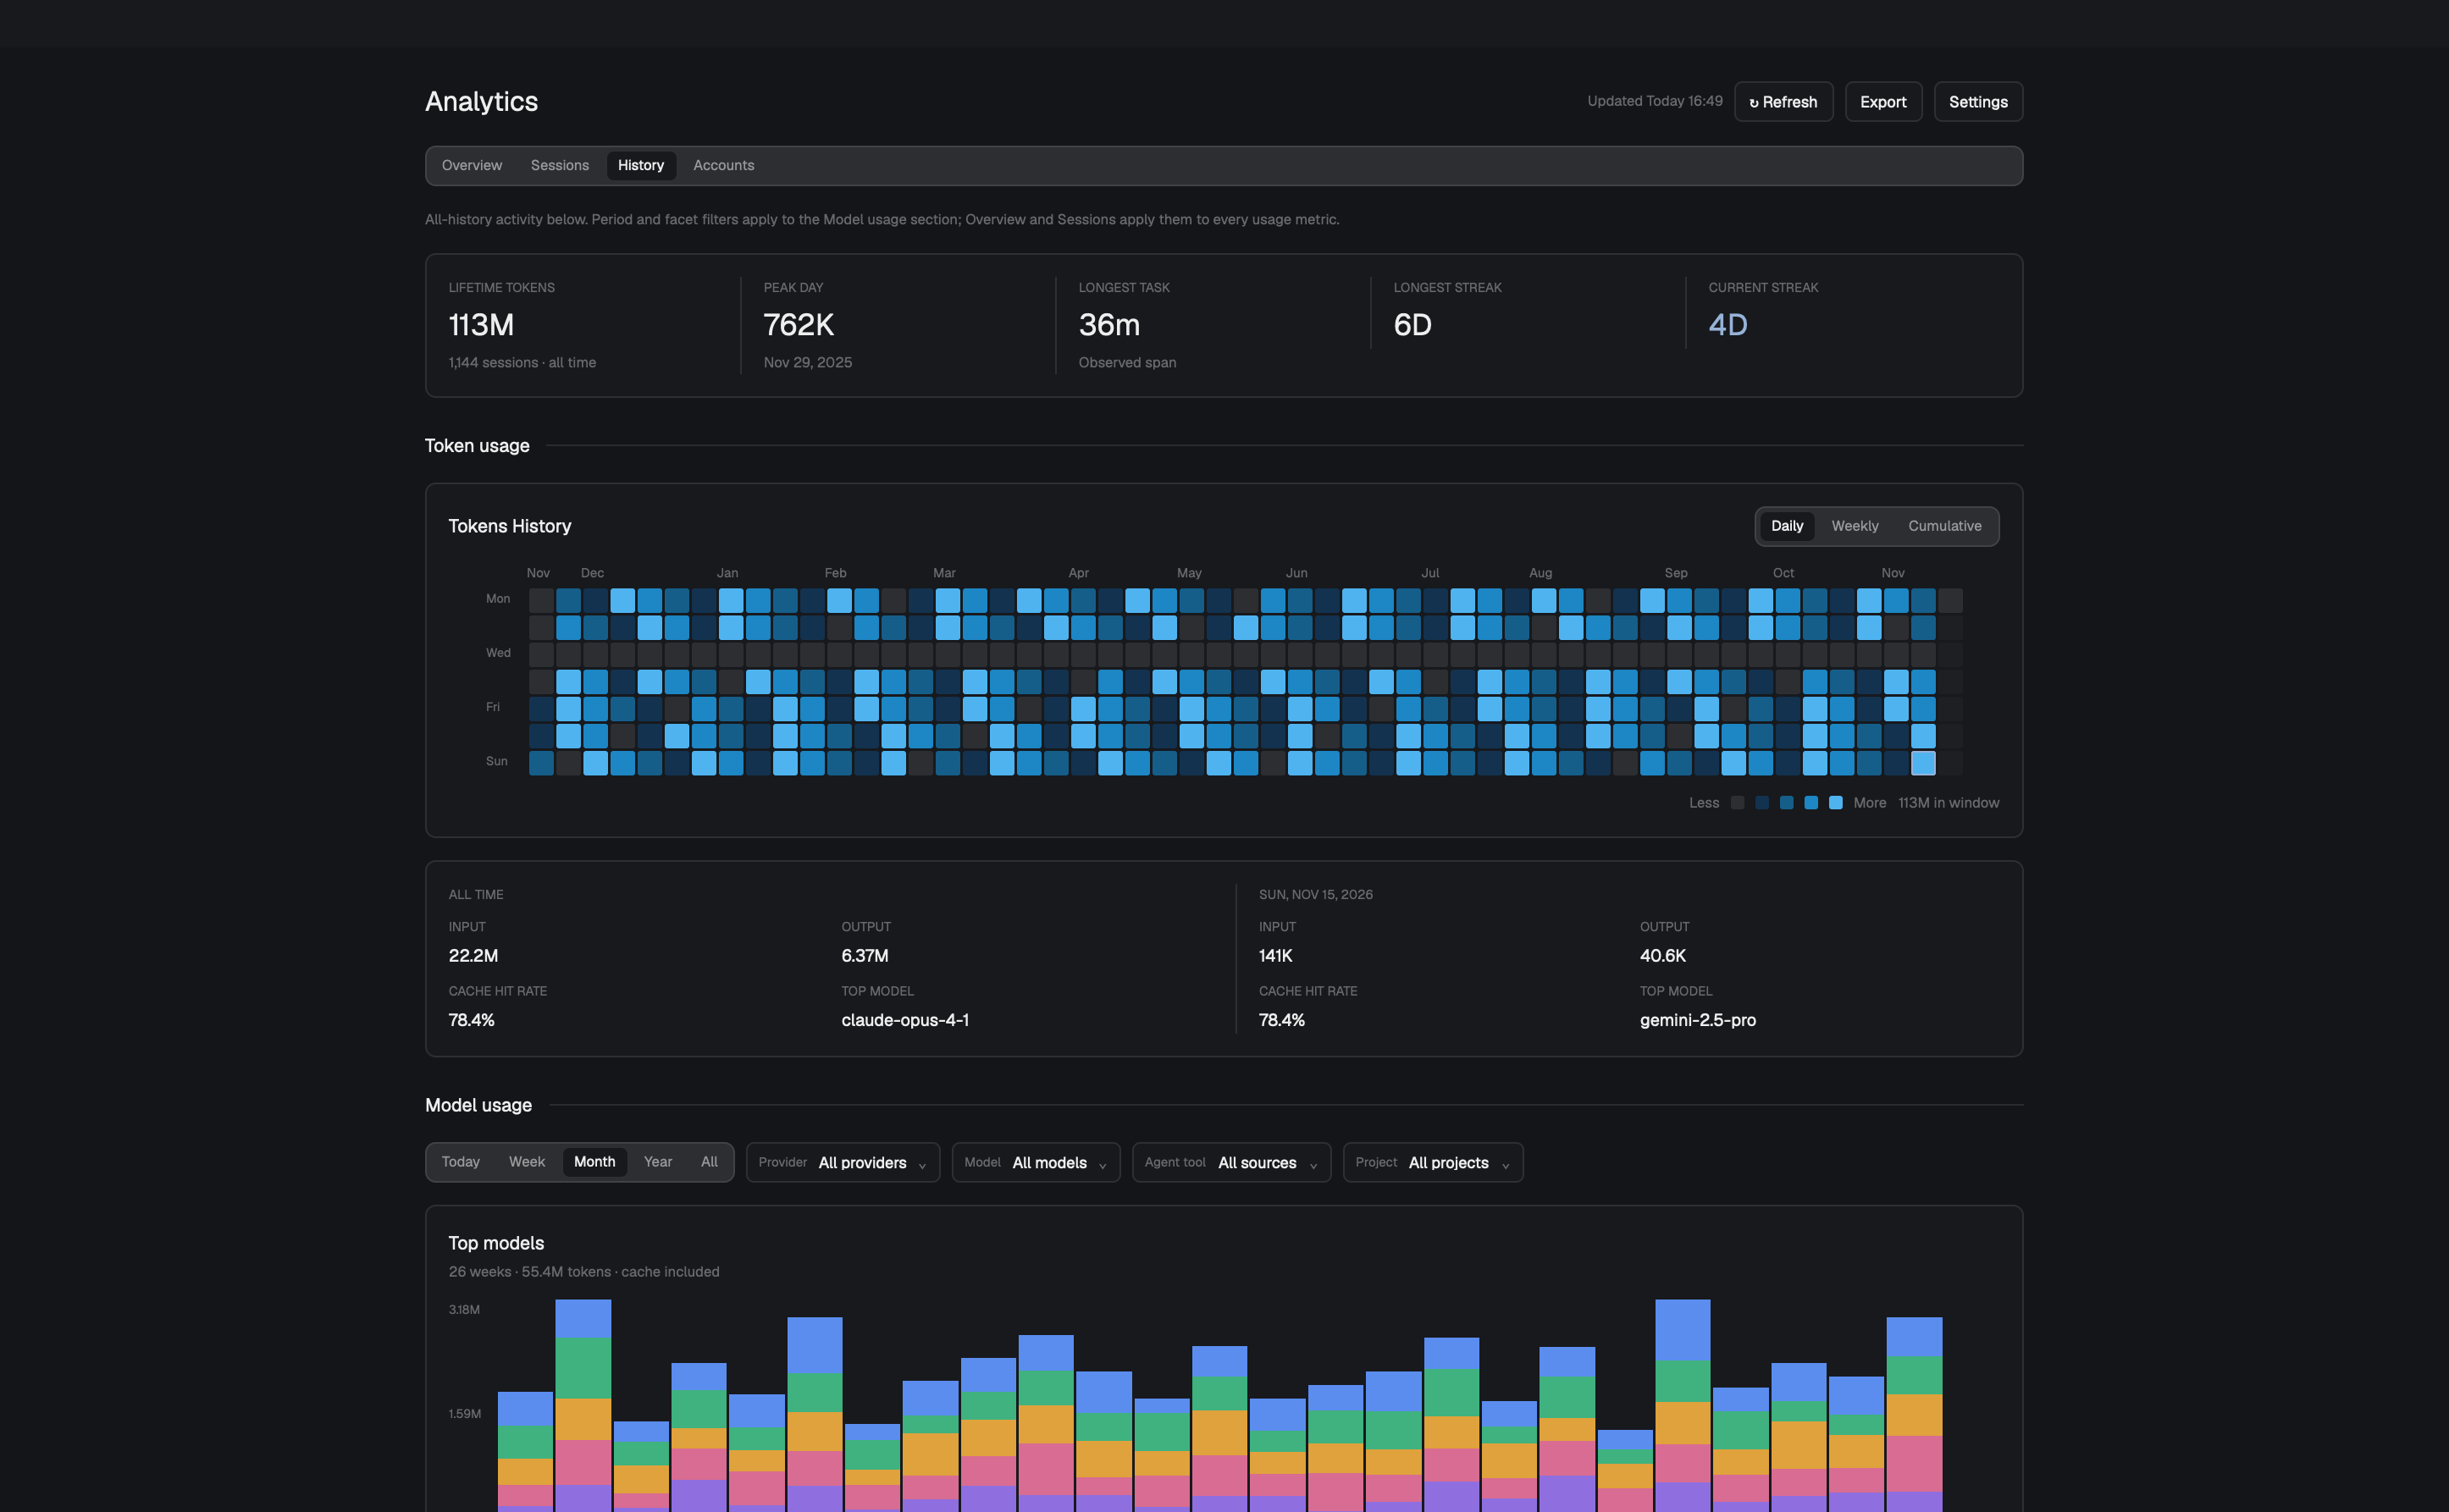 Analytics
Updated Today 16:49 ↻ Refresh Export Settings
Overview Sessions History Accounts
All-history activity below. Period and facet filters apply to the Model usage section; Overview and Sessions apply them to every usage metric.
LIFETIME TOKENS PEAK DAY LONGEST TASK LONGEST STREAK CURRENT STREAK
113M 762K 36m 6D 4D
1,144 sessions · all time Nov 29, 2025 Observed span
Token usage
Tokens History Daily Weekly Cumulative
Nov Dec Jan Feb Mar Apr May Jun Jul Aug Sep Oct Nov
Mon
Wed
Fri
Sun
Less More 113M in window
ALL TIME SUN, NOV 15, 2026
INPUT OUTPUT INPUT OUTPUT
22.2M 6.37M 141K 40.6K
CACHE HIT RATE TOP MODEL CACHE HIT RATE TOP MODEL
78.4% claude-opus-4-1 78.4% gemini-2.5-pro
Model usage
Today Week Month Year All Provider All providers Model All models Agent tool All sources Project All projects
Top models
26 weeks · 55.4M tokens · cache included
3.18M
1.59M